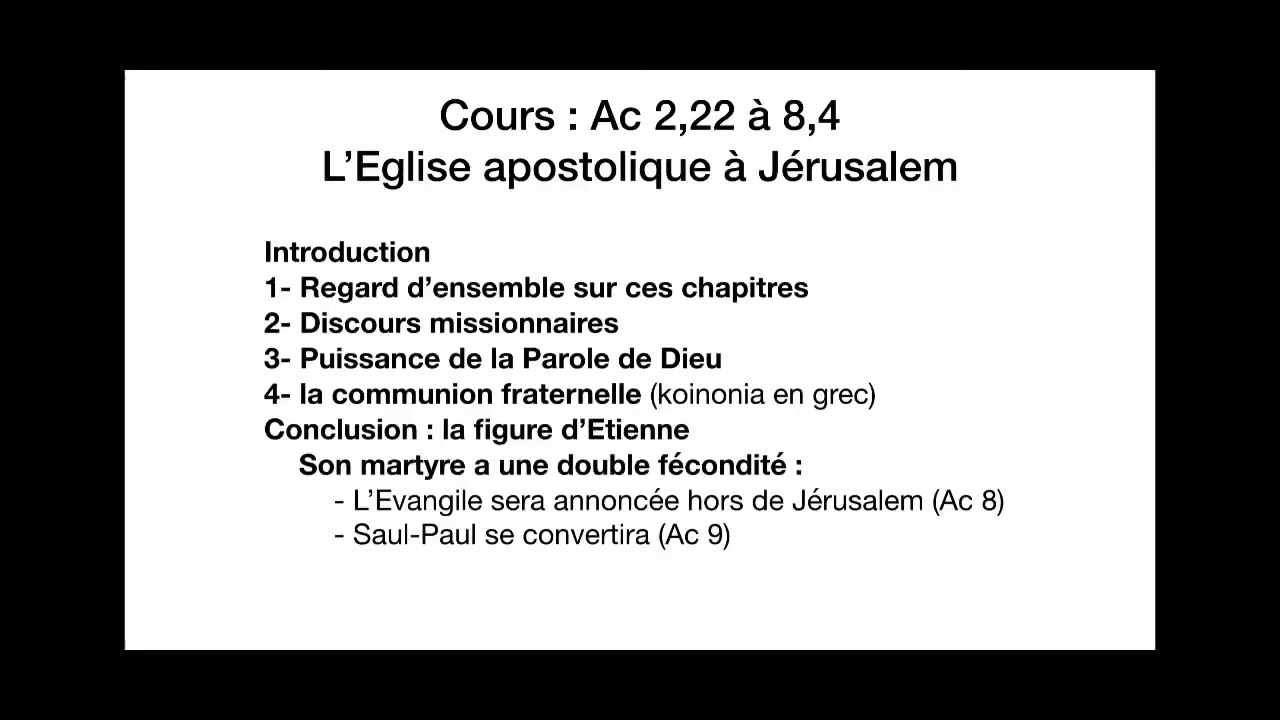 Cours : Ac 2,22 à 8,4
L’Eglise apostolique à Jérusalem
Introduction
1- Regard d’ensemble sur ces chapitres
2- Discours missionnaires
3- Puissance de la Parole de Dieu
4- la communion fraternelle (koinonia en grec)
Conclusion : la figure d’Etienne
Son martyre a une double fécondité :
- L’Evangile sera annoncée hors de Jérusalem (Ac 8)
- Saul-Paul se convertira (Ac 9)